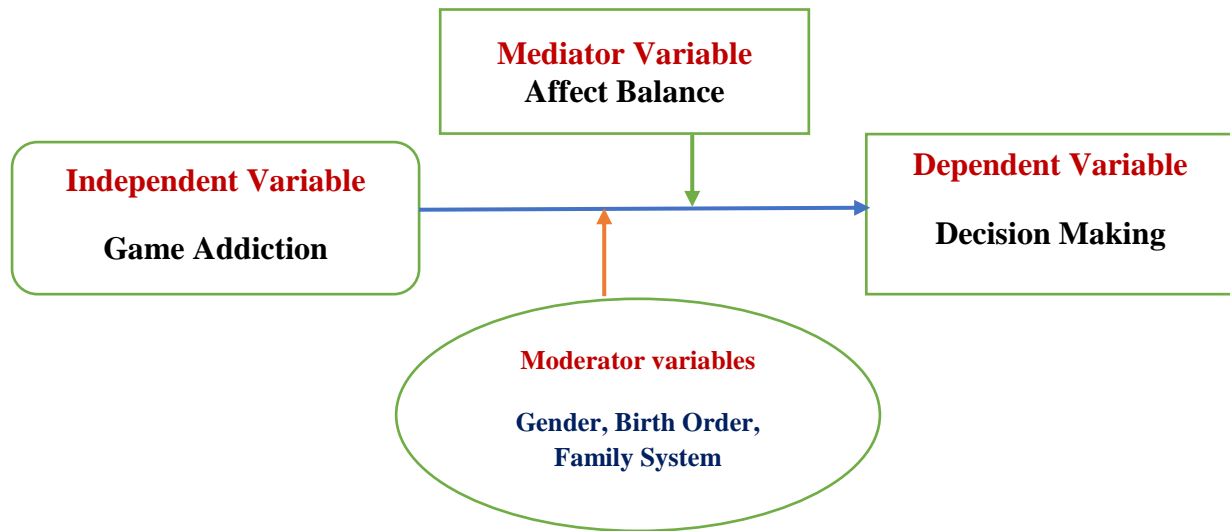 Mediator Variable
Affect Balance
Independent Variable
Game Addiction
Dependent Variable
Decision Making
Moderator variables
Gender, Birth Order,
Family System